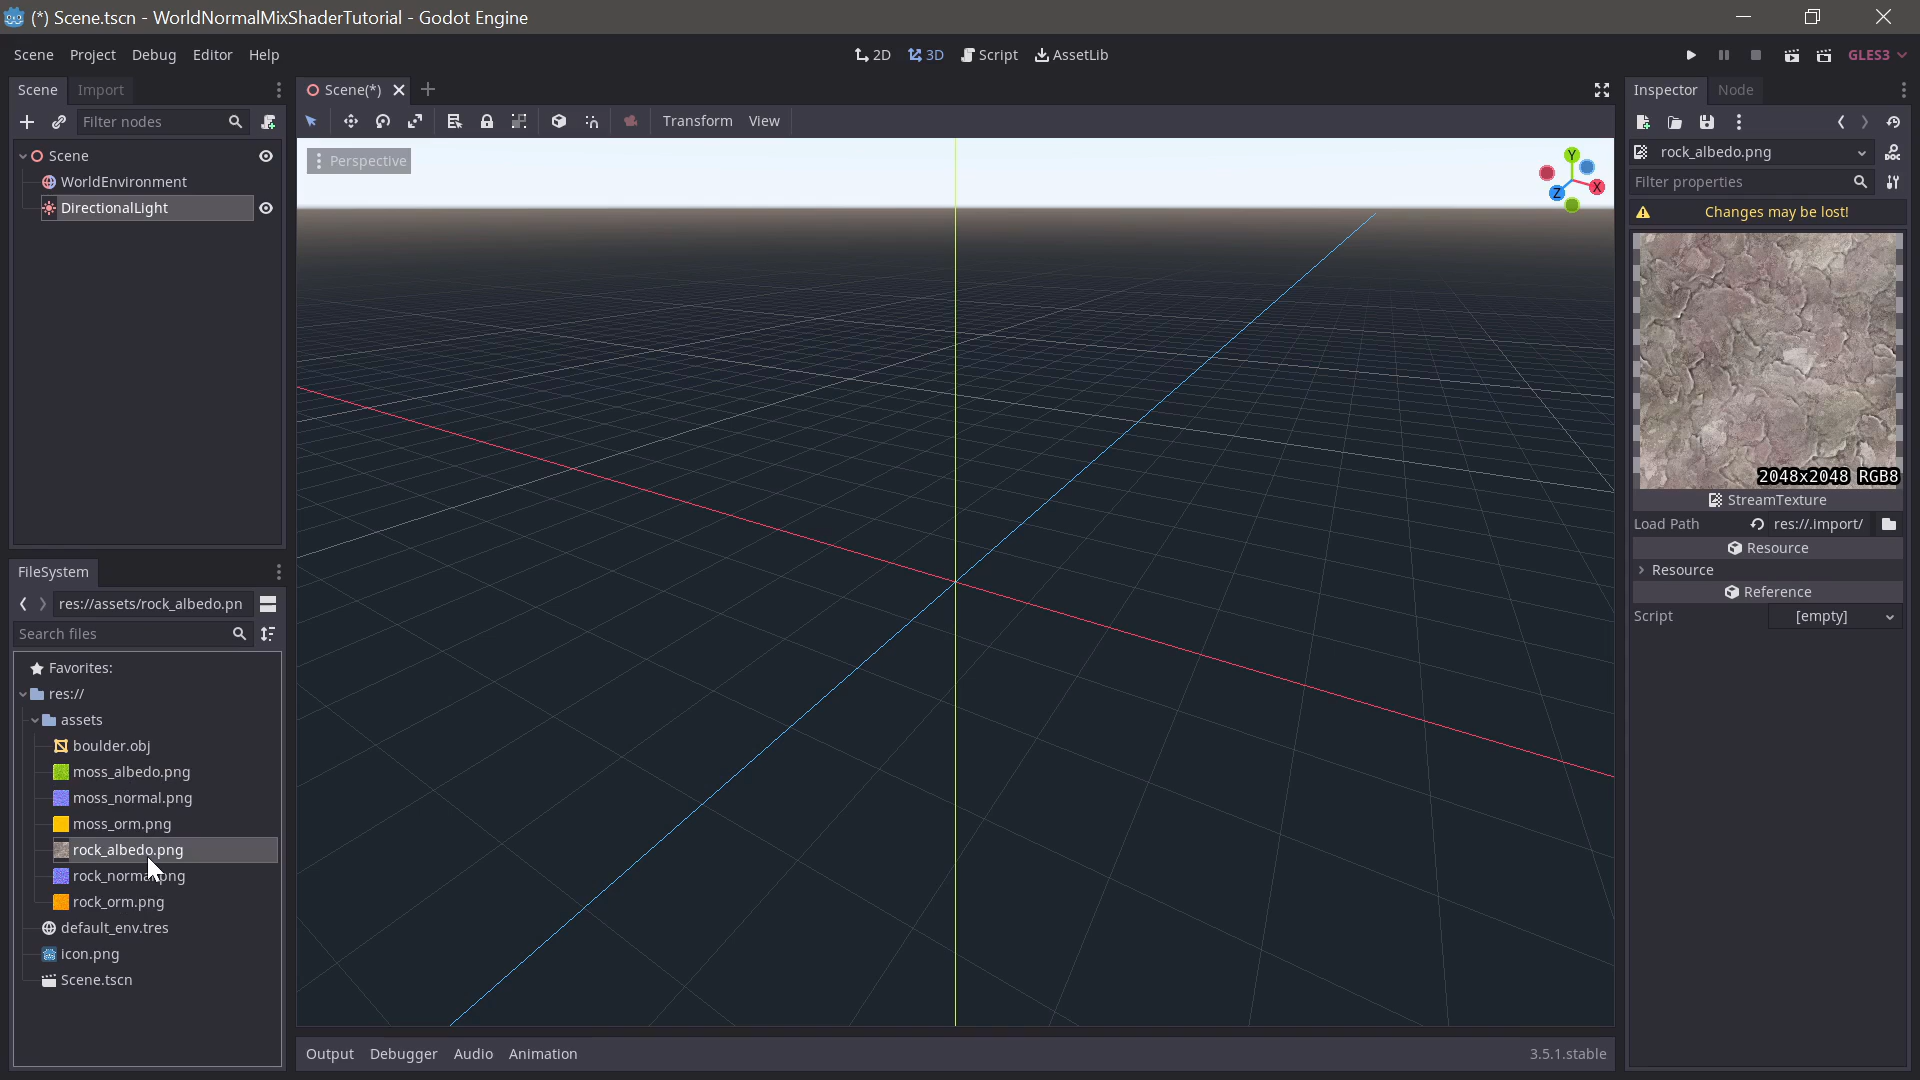 (*) Scene.tscn - WorldNormalMixShaderTutorial - Godot Engine
Scene Project Debug Editor Help
2D 3D Script AssetLib
GLES3
Scene Import
Filter nodes
Scene
WorldEnvironment
DirectionalLight
FileSystem
res://assets/rock_albedo.pn
Search files
Favorites:
res://
assets
boulder.obj
moss_albedo.png
moss_normal.png
moss_orm.png
rock_albedo.png
rock_normal.png
rock_orm.png
default_env.tres
icon.png
Scene.tscn
Scene(*)
Transform View
Perspective
Y
X
Z
Output Debugger Audio Animation
3.5.1.stable
Inspector Node
rock_albedo.png
DOC
Filter properties
Changes may be lost!
2048x2048 RGB8
StreamTexture
Load Path res://.import/
Resource
Resource
Reference
Script [empty]